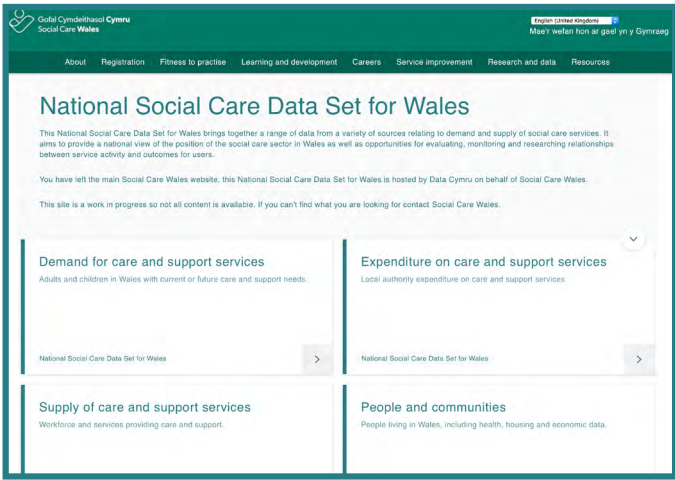 Gofal Cymdeithasol Cymru
Social Care Wales
English (United Kingdom)
Mae'r wefan hon ar gael yn y Gymraeg
About Registration Fitness to practise Learning and development Careers Service improvement Research and data Resources
National Social Care Data Set for Wales
This National Social Care Data Set for Wales brings together a range of data from a variety of sources relating to demand and supply of social care services. It
aims to provide a national view of the position of the social care sector in Wales as well as opportunities for evaluating, monitoring and researching relationships
between service activity and outcomes for users.
You have left the main Social Care Wales website, this National Social Care Data Set for Wales is hosted by Data Cymru on behalf of Social Care Wales.
This site is a work in progress so not all content is available. If you can't find what you are looking for contact Social Care Wales.
Demand for care and support services
Adults and children in Wales with current or future care and support needs.
National Social Care Data Set for Wales
Expenditure on care and support services
Local authority expenditure on care and support services
National Social Care Data Set for Wales
Supply of care and support services
Workforce and services providing care and support.
People and communities
People living in Wales, including health, housing and economic data.